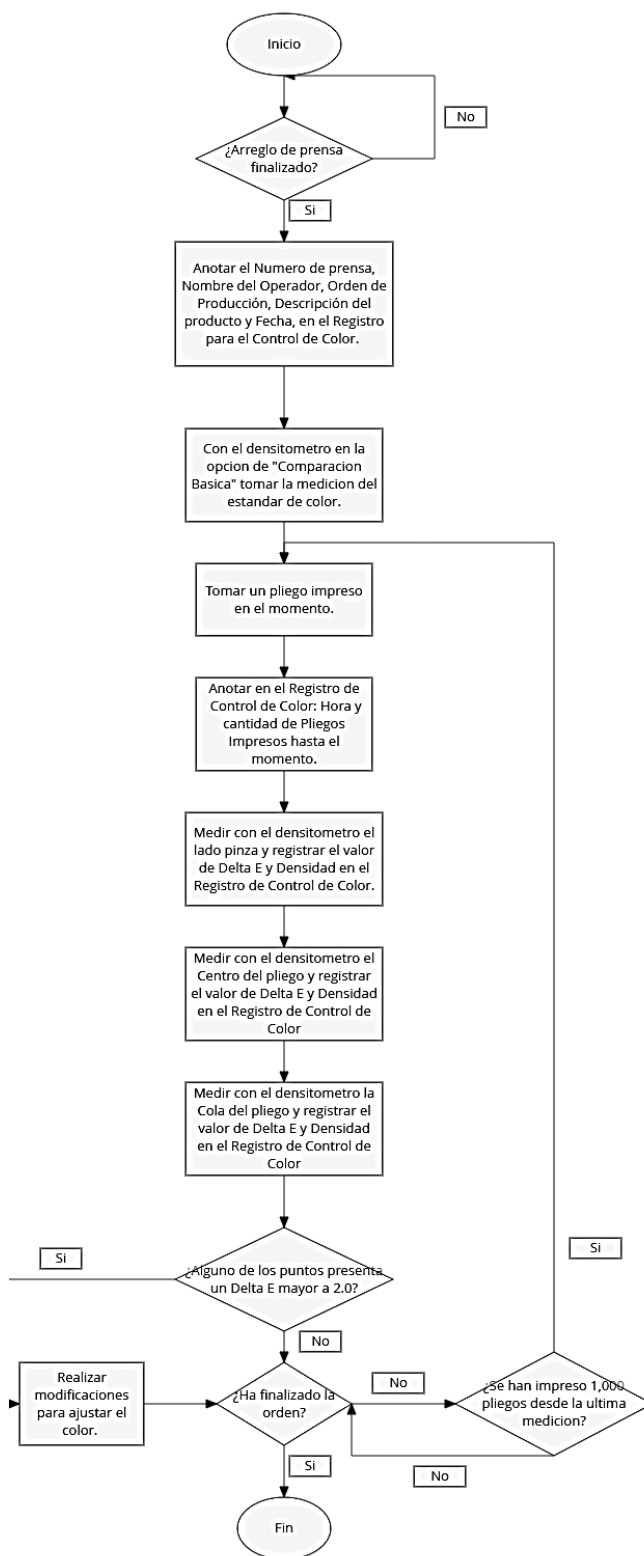 Inicio
No
¿Arreglo de prensa
finalizado?
Si
Anotar el Numero de prensa,
Nombre del Operador, Orden de
Producción, Descripción del
producto y Fecha, en el Registro
para el Control de Color.
Con el densitometro en la
opcion de "Comparacion
Basica" tomar la medicion del
estandar de color.
Tomar un pliego impreso
en el momento.
Anotar en el Registro de
Control de Color: Hora y
cantidad de Pliegos
Impresos hasta el
momento.
Medir con el densitometro el
lado pinza y registrar el valor
de Delta E y Densidad en el
Registro de Control de Color.
Medir con el densitometro el
Centro del pliego y registrar
el valor de Delta E y Densidad
en el Registro de Control de
Color
Medir con el densitometro la
Cola del pliego y registrar el
valor de Delta E y Densidad
en el Registro de Control de
Color
Si
¿Alguno de los puntos presenta
un Delta E mayor a 2.0?
Si
No
Realizar
modificaciones
para ajustar el
color.
¿Ha finalizado la
orden?
No
¿Se han impreso 1,000
pliegos desde la ultima
medicion?
Si
No
Fin